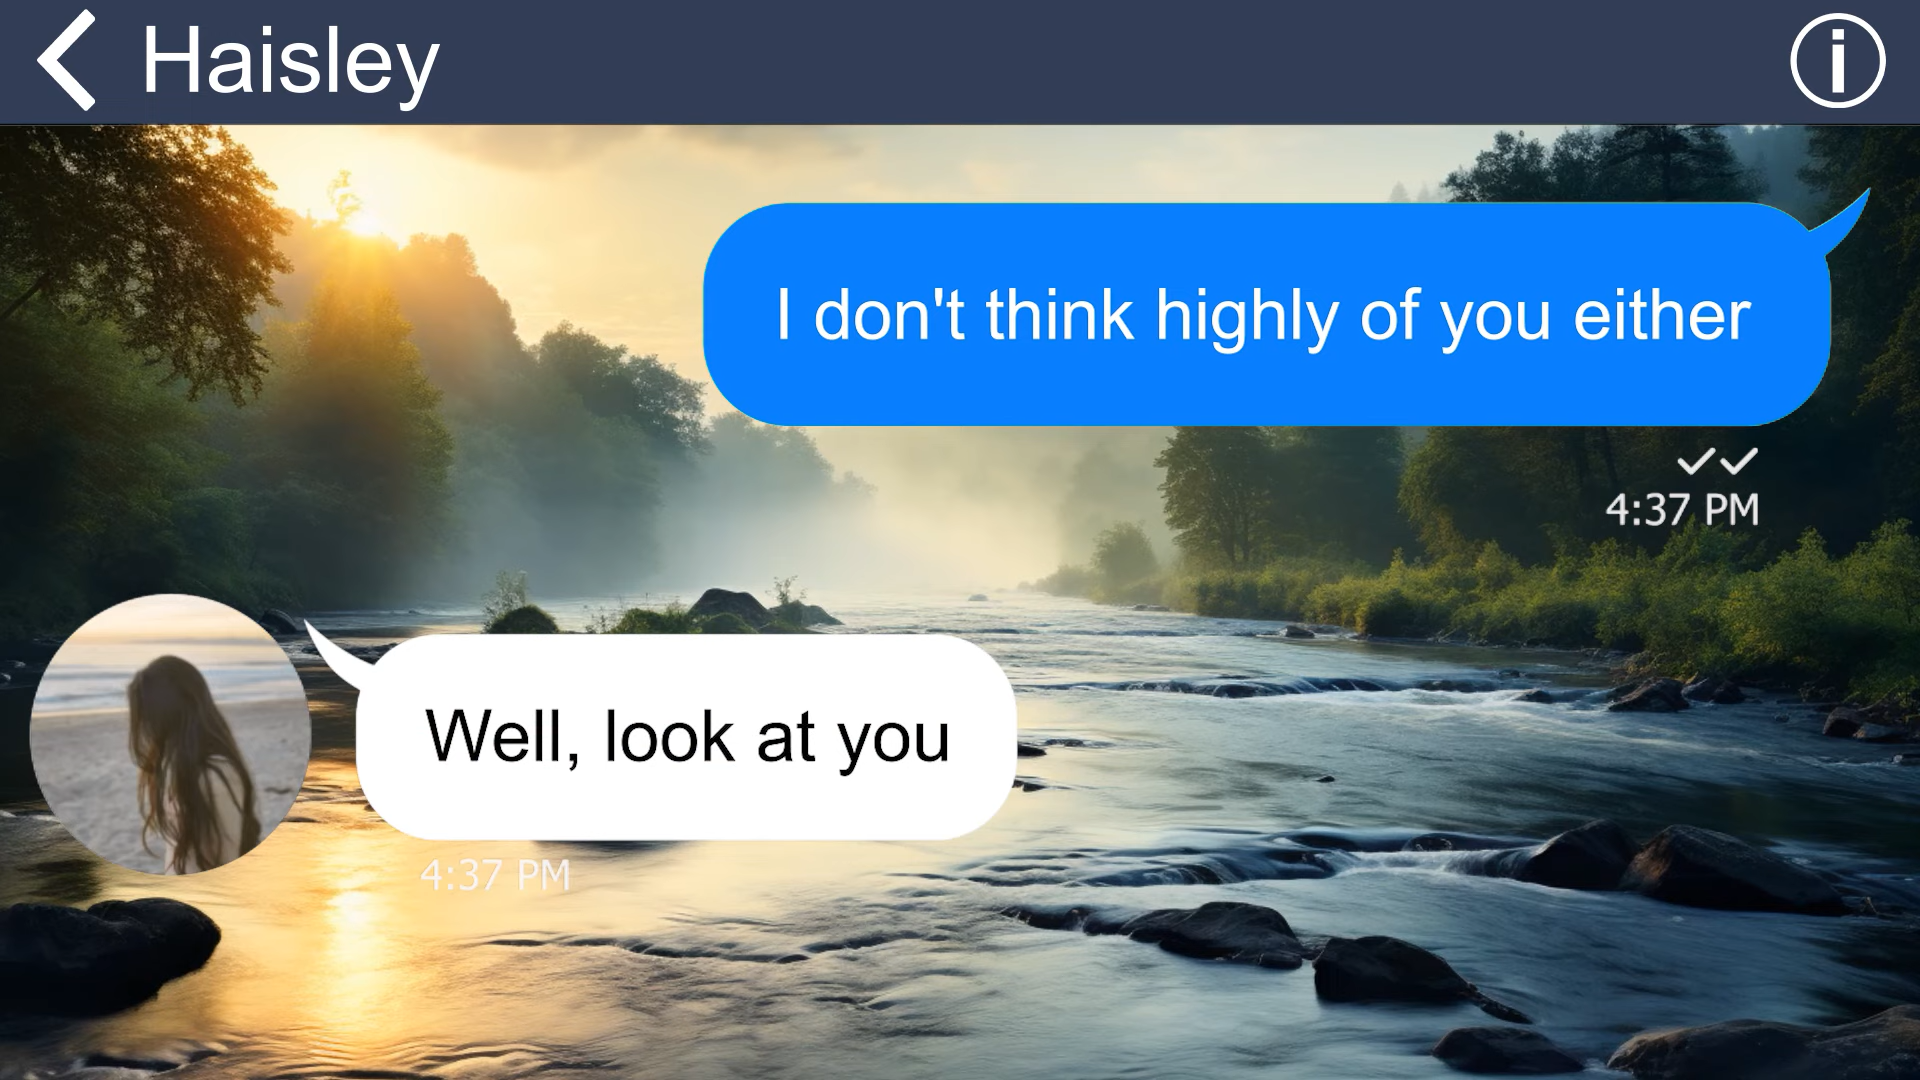 Haisley
I don't think highly of you either
4:37 PM
Well, look at you
4:37 PM